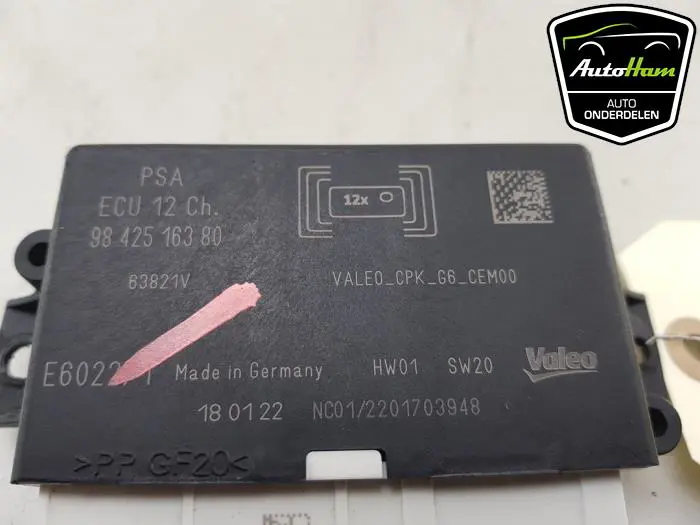 AutoHam
AUTO
ONDERDELEN
PSA
ECU 12 Ch.
98 425 163 80
12x
63821V
VALEO_CPK_G6_CEM00
Made in Germany
HW01 SW20
Valeo
18 01 22
NC01/2201703948
>PP GF20<